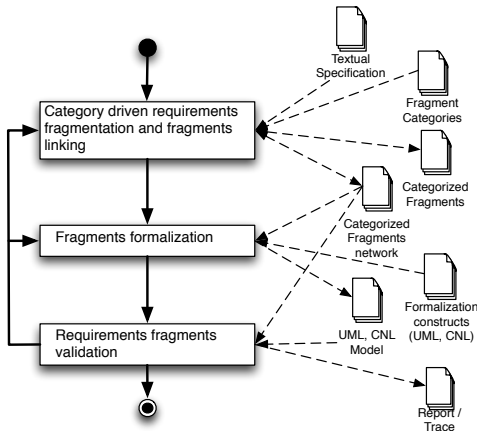 Textual
Specification
Category driven requirements
fragmentation and fragments
linking
Fragment
Categories
Categorized
Fragments
Categorized
Fragments
network
Fragments formalization
Formalization
constructs
(UML, CNL)
UML, CNL
Model
Requirements fragments
validation
Report /
Trace